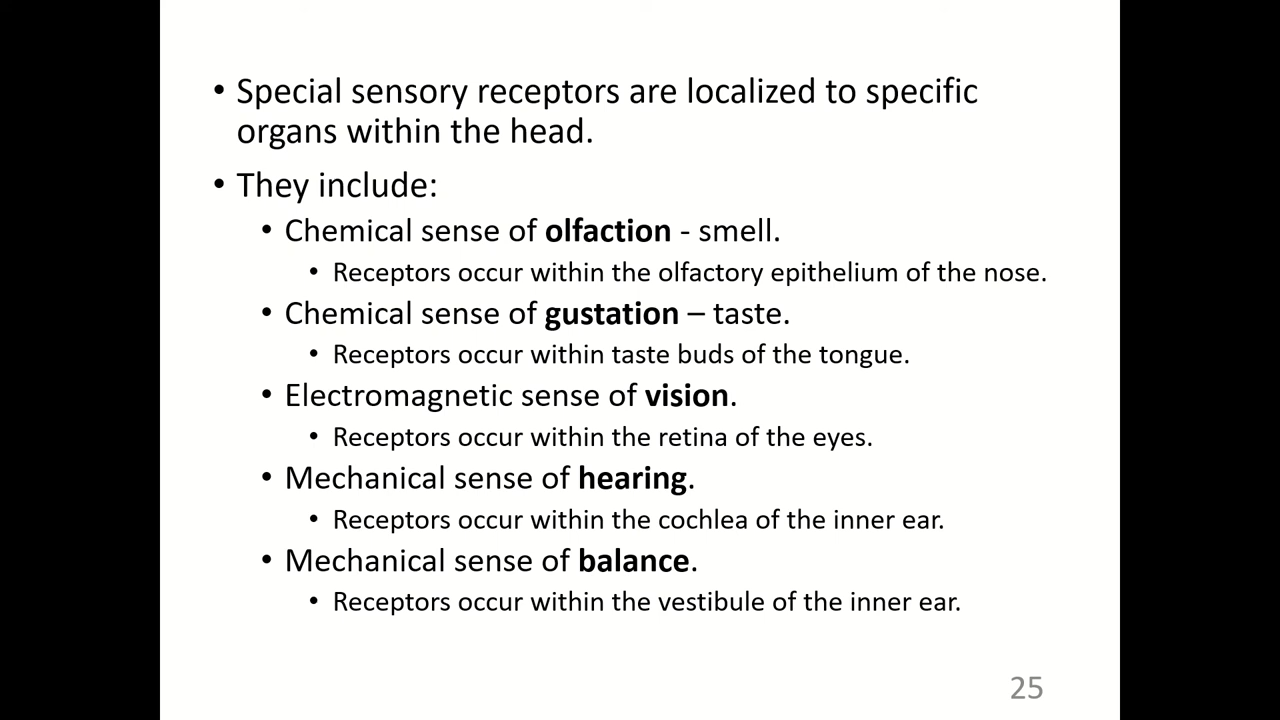 • Special sensory receptors are localized to specific
organs within the head.
• They include:
• Chemical sense of olfaction - smell.
• Receptors occur within the olfactory epithelium of the nose.
• Chemical sense of gustation – taste.
• Receptors occur within taste buds of the tongue.
• Electromagnetic sense of vision.
• Receptors occur within the retina of the eyes.
• Mechanical sense of hearing.
• Receptors occur within the cochlea of the inner ear.
• Mechanical sense of balance.
• Receptors occur within the vestibule of the inner ear.
25